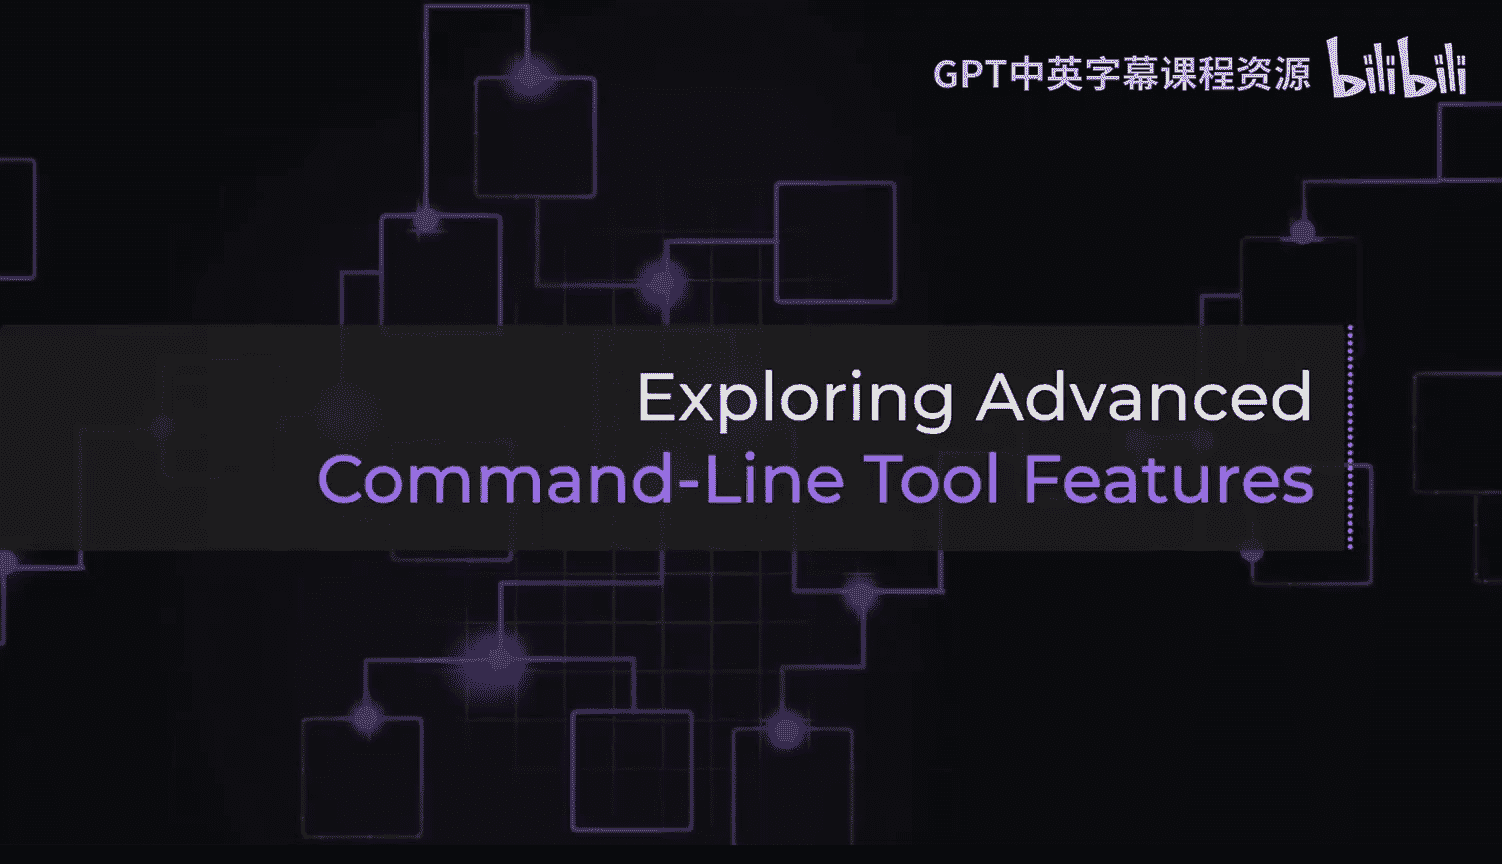 GPT中英字幕课程资源 bilibili
Exploring Advanced
Command-Line Tool Features